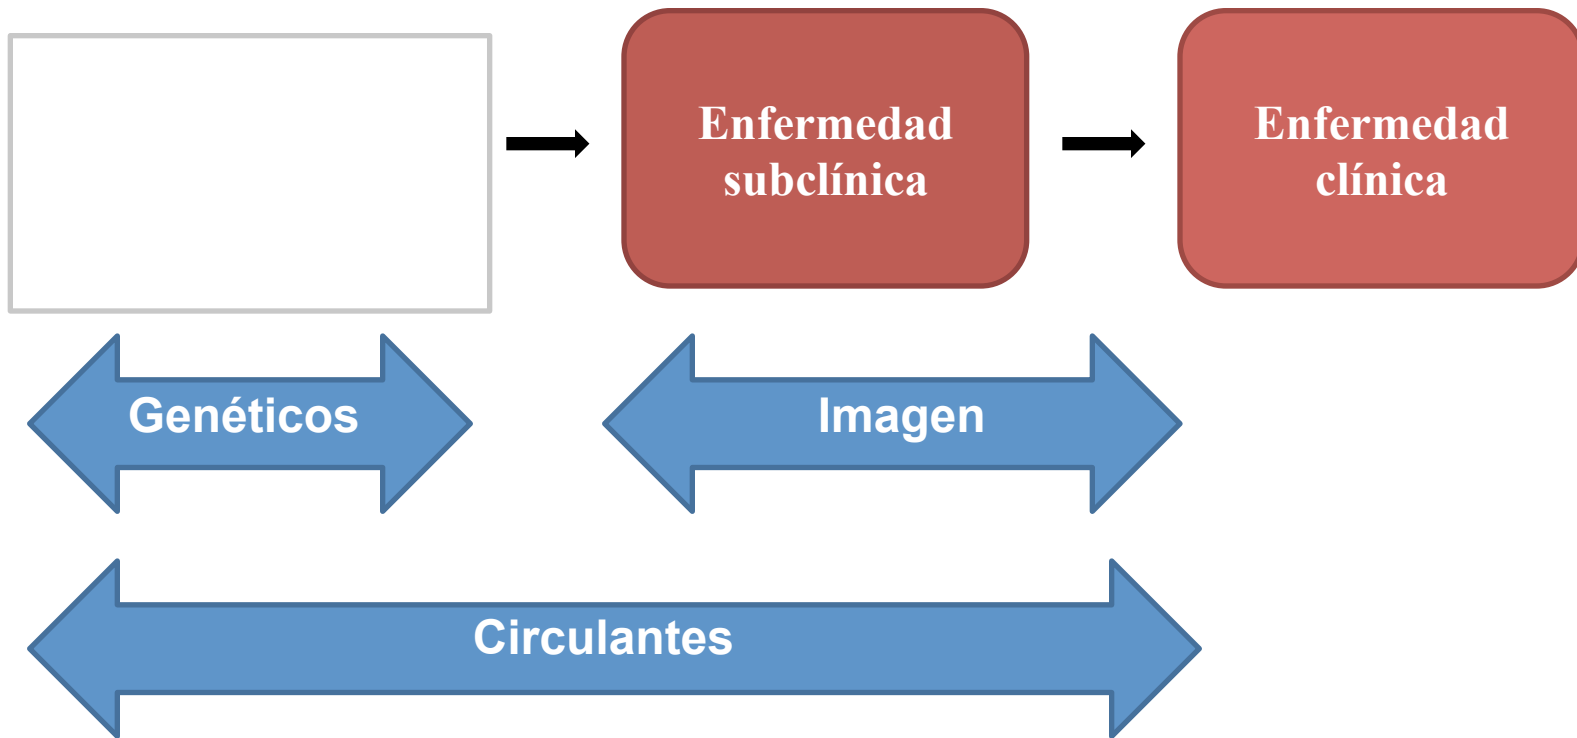 Enfermedad
subclínica
Enfermedad
clínica
Genéticos
Imagen
Circulantes